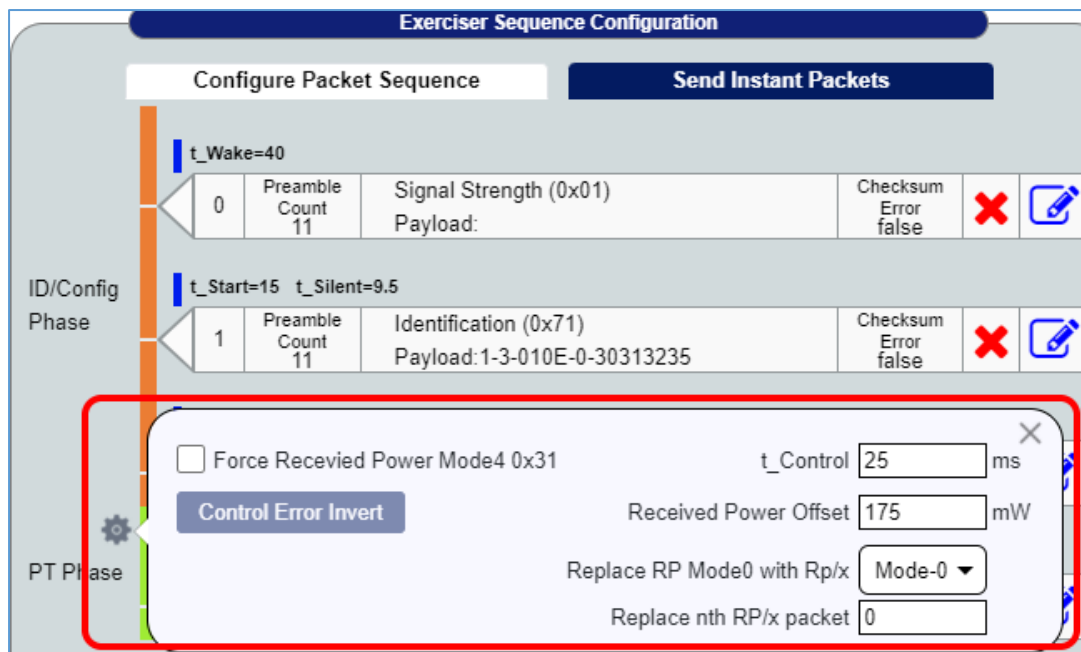 Exerciser Sequence Configuration
Configure Packet Sequence
Send Instant Packets
t_Wake=40
0
Preamble
Count
11
Signal Strength (0x01)
Payload:
Checksum
Error
false
ID/Config
Phase
t_Start=15 t_Silent=9.5
1
Preamble
Count
11
Identification (0x71)
Payload:1-3-010E-0-30313235
Checksum
Error
false
Force Recevied Power Mode4 0x31
t_Control 25 ms
Control Error Invert
Received Power Offset 175 mW
PT Phase
Replace RP Mode0 with Rp/x Mode-0
Replace nth RP/x packet 0